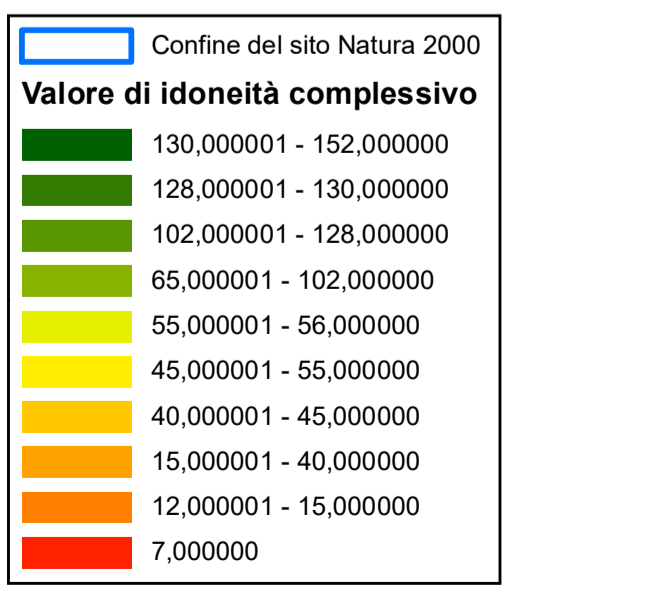 Confine del sito Natura 2000
Valore di idoneità complessivo
130,000001 - 152,000000
128,000001 - 130,000000
102,000001 - 128,000000
65,000001 - 102,000000
55,000001 - 56,000000
45,000001 - 55,000000
40,000001 - 45,000000
15,000001 - 40,000000
12,000001 - 15,000000
7,000000